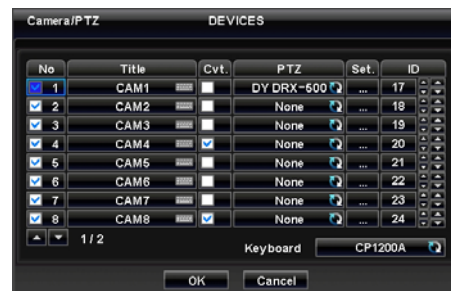 Camera/PTZ DEVICES
No Title Cvt. PTZ Set. ID
1 CAM1 DY DRX-500 ... 17
2 CAM2 None ... 18
3 CAM3 None ... 19
4 CAM4 None ... 20
5 CAM5 None ... 21
6 CAM6 None ... 22
7 CAM7 None ... 23
8 CAM8 None ... 24
1/2
Keyboard CP1200A
OK Cancel